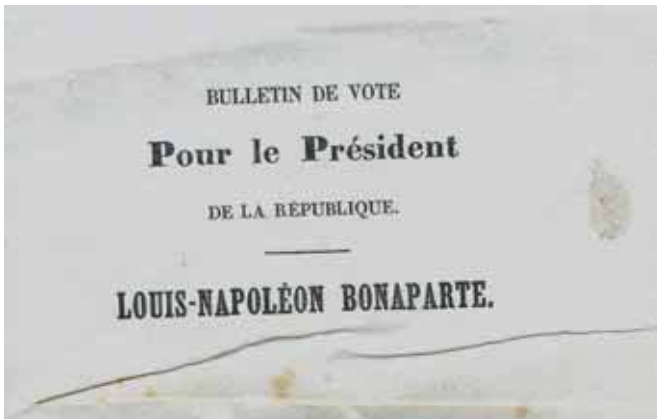 BULLETIN DE VOTE
Pour le Président
DE LA RÉPUBLIQUE.
LOUIS-NAPOLÉON BONAPARTE.